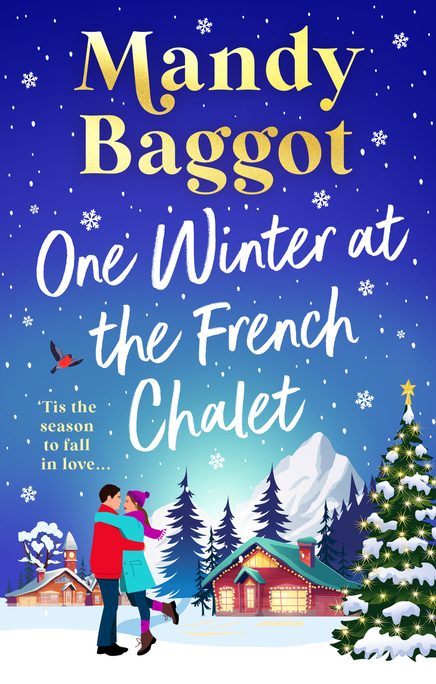 Mandy
Baggot
One Winter at
the French
Chalet
‘Tis the
season
to fall
in love...